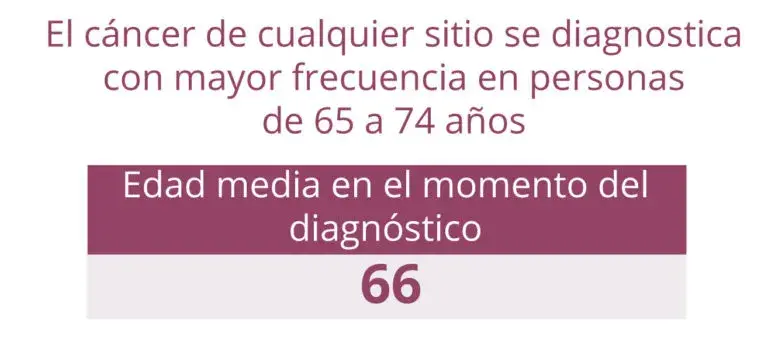 El cáncer de cualquier sitio se diagnostica
con mayor frecuencia en personas
de 65 a 74 años
Edad media en el momento del
diagnóstico
66